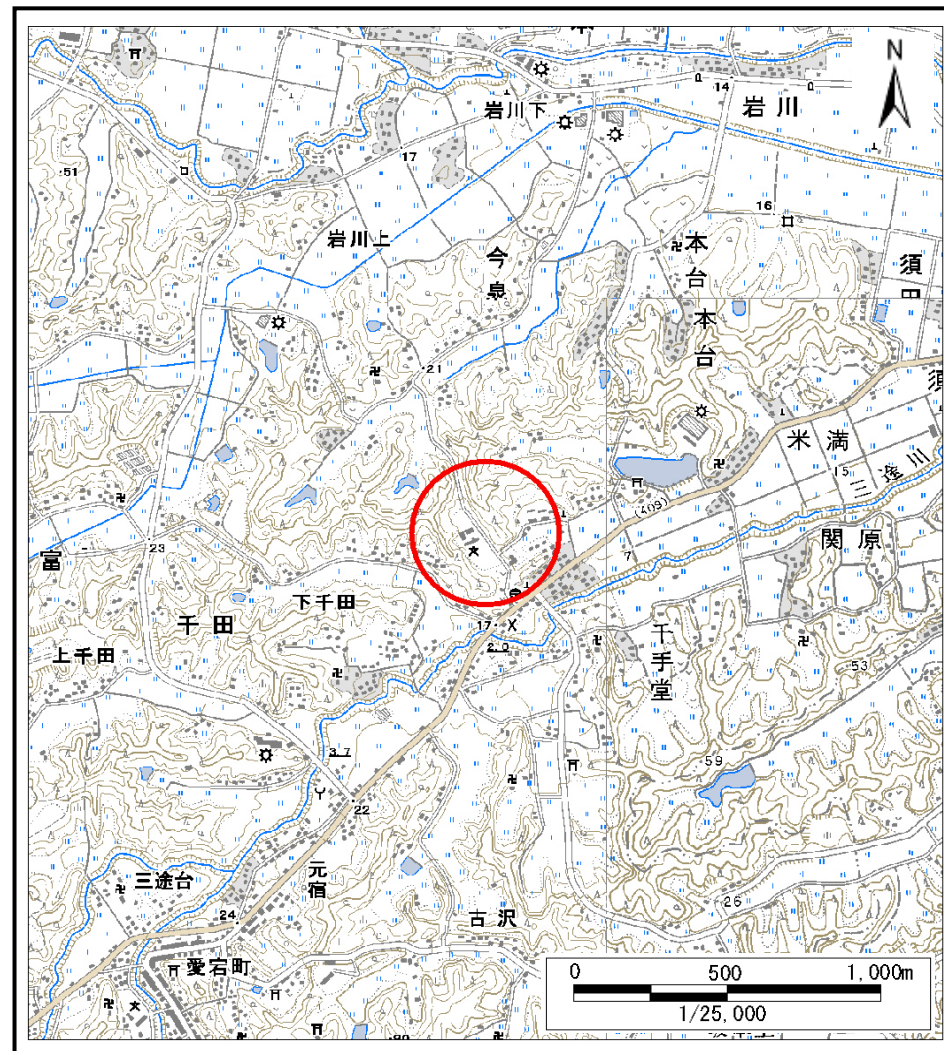 N
岩川下
岩川
14
17
51
16
岩川上
今泉
本台
須田
本台
21
米満
15
三途川
須
(409)
関原
7
23
富
下千田
千田
17
2.0
千手堂
53
上千田
59
3.7
22
元宿
三途台
26
24
古沢
愛宕町
0 500 1,000m
1/25,000